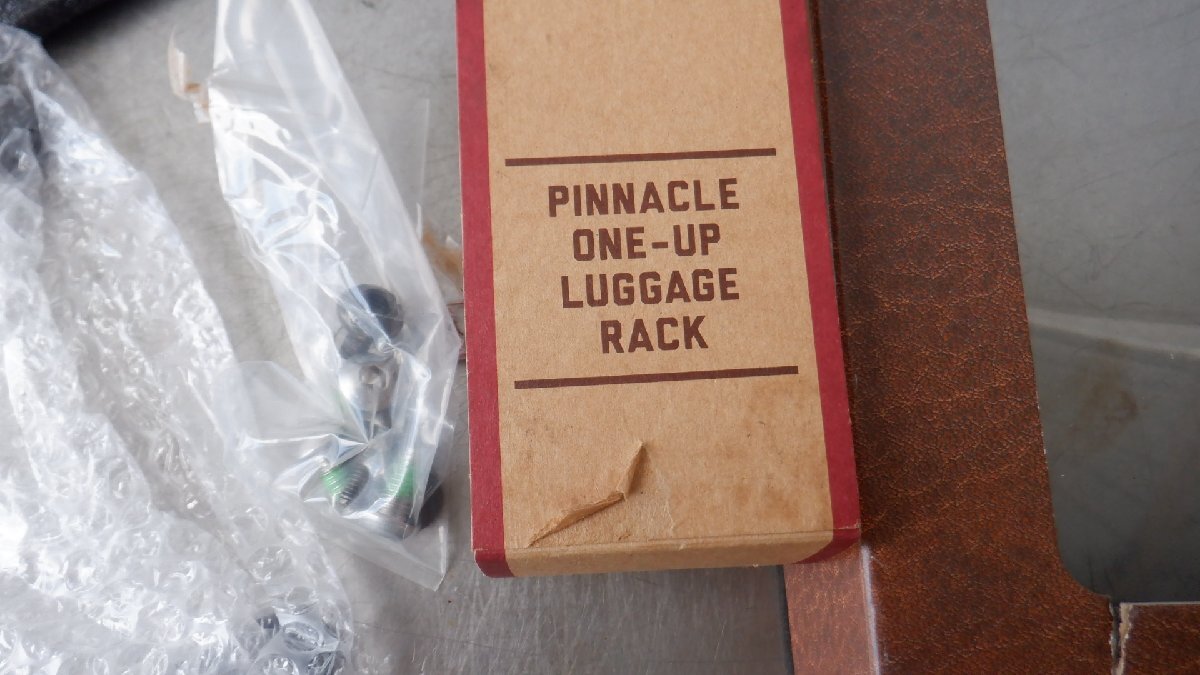 PINNACLE
ONE-UP
LUGGAGE
RACK